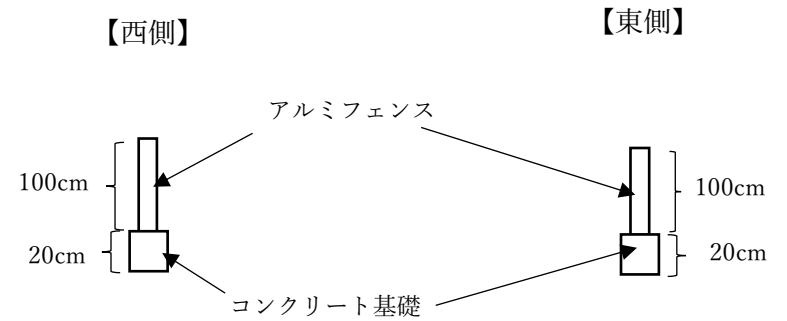 【西側】
【東側】
アルミフェンス
100cm
100cm
20cm
20cm
コンクリート基礎